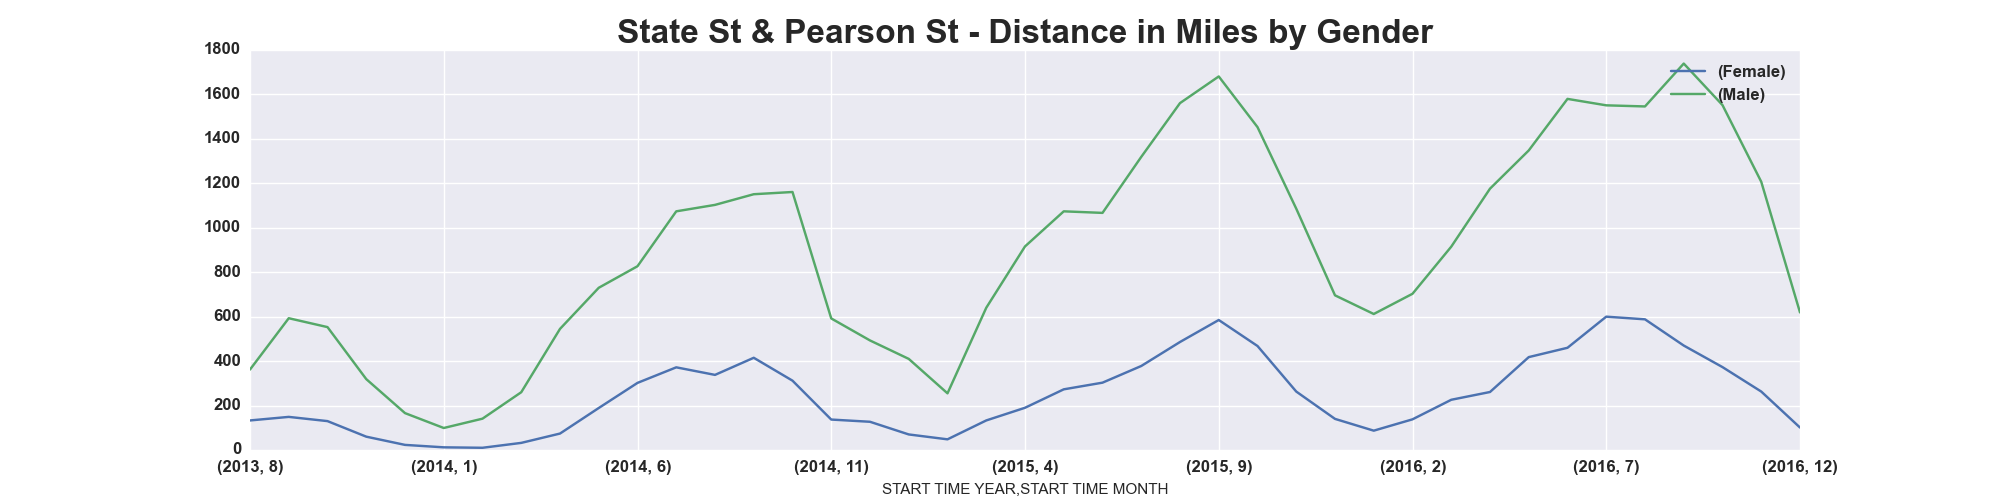 State St & Pearson St - Distance in Miles by Gender
1800
1600
1400
1200
1000
800
600
400
200
0
(Female)
(Male)
(2013, 8) (2014, 1) (2014, 6) (2014, 11) (2015, 4) (2015, 9) (2016, 2) (2016, 7) (2016, 12)
START TIME YEAR,START TIME MONTH